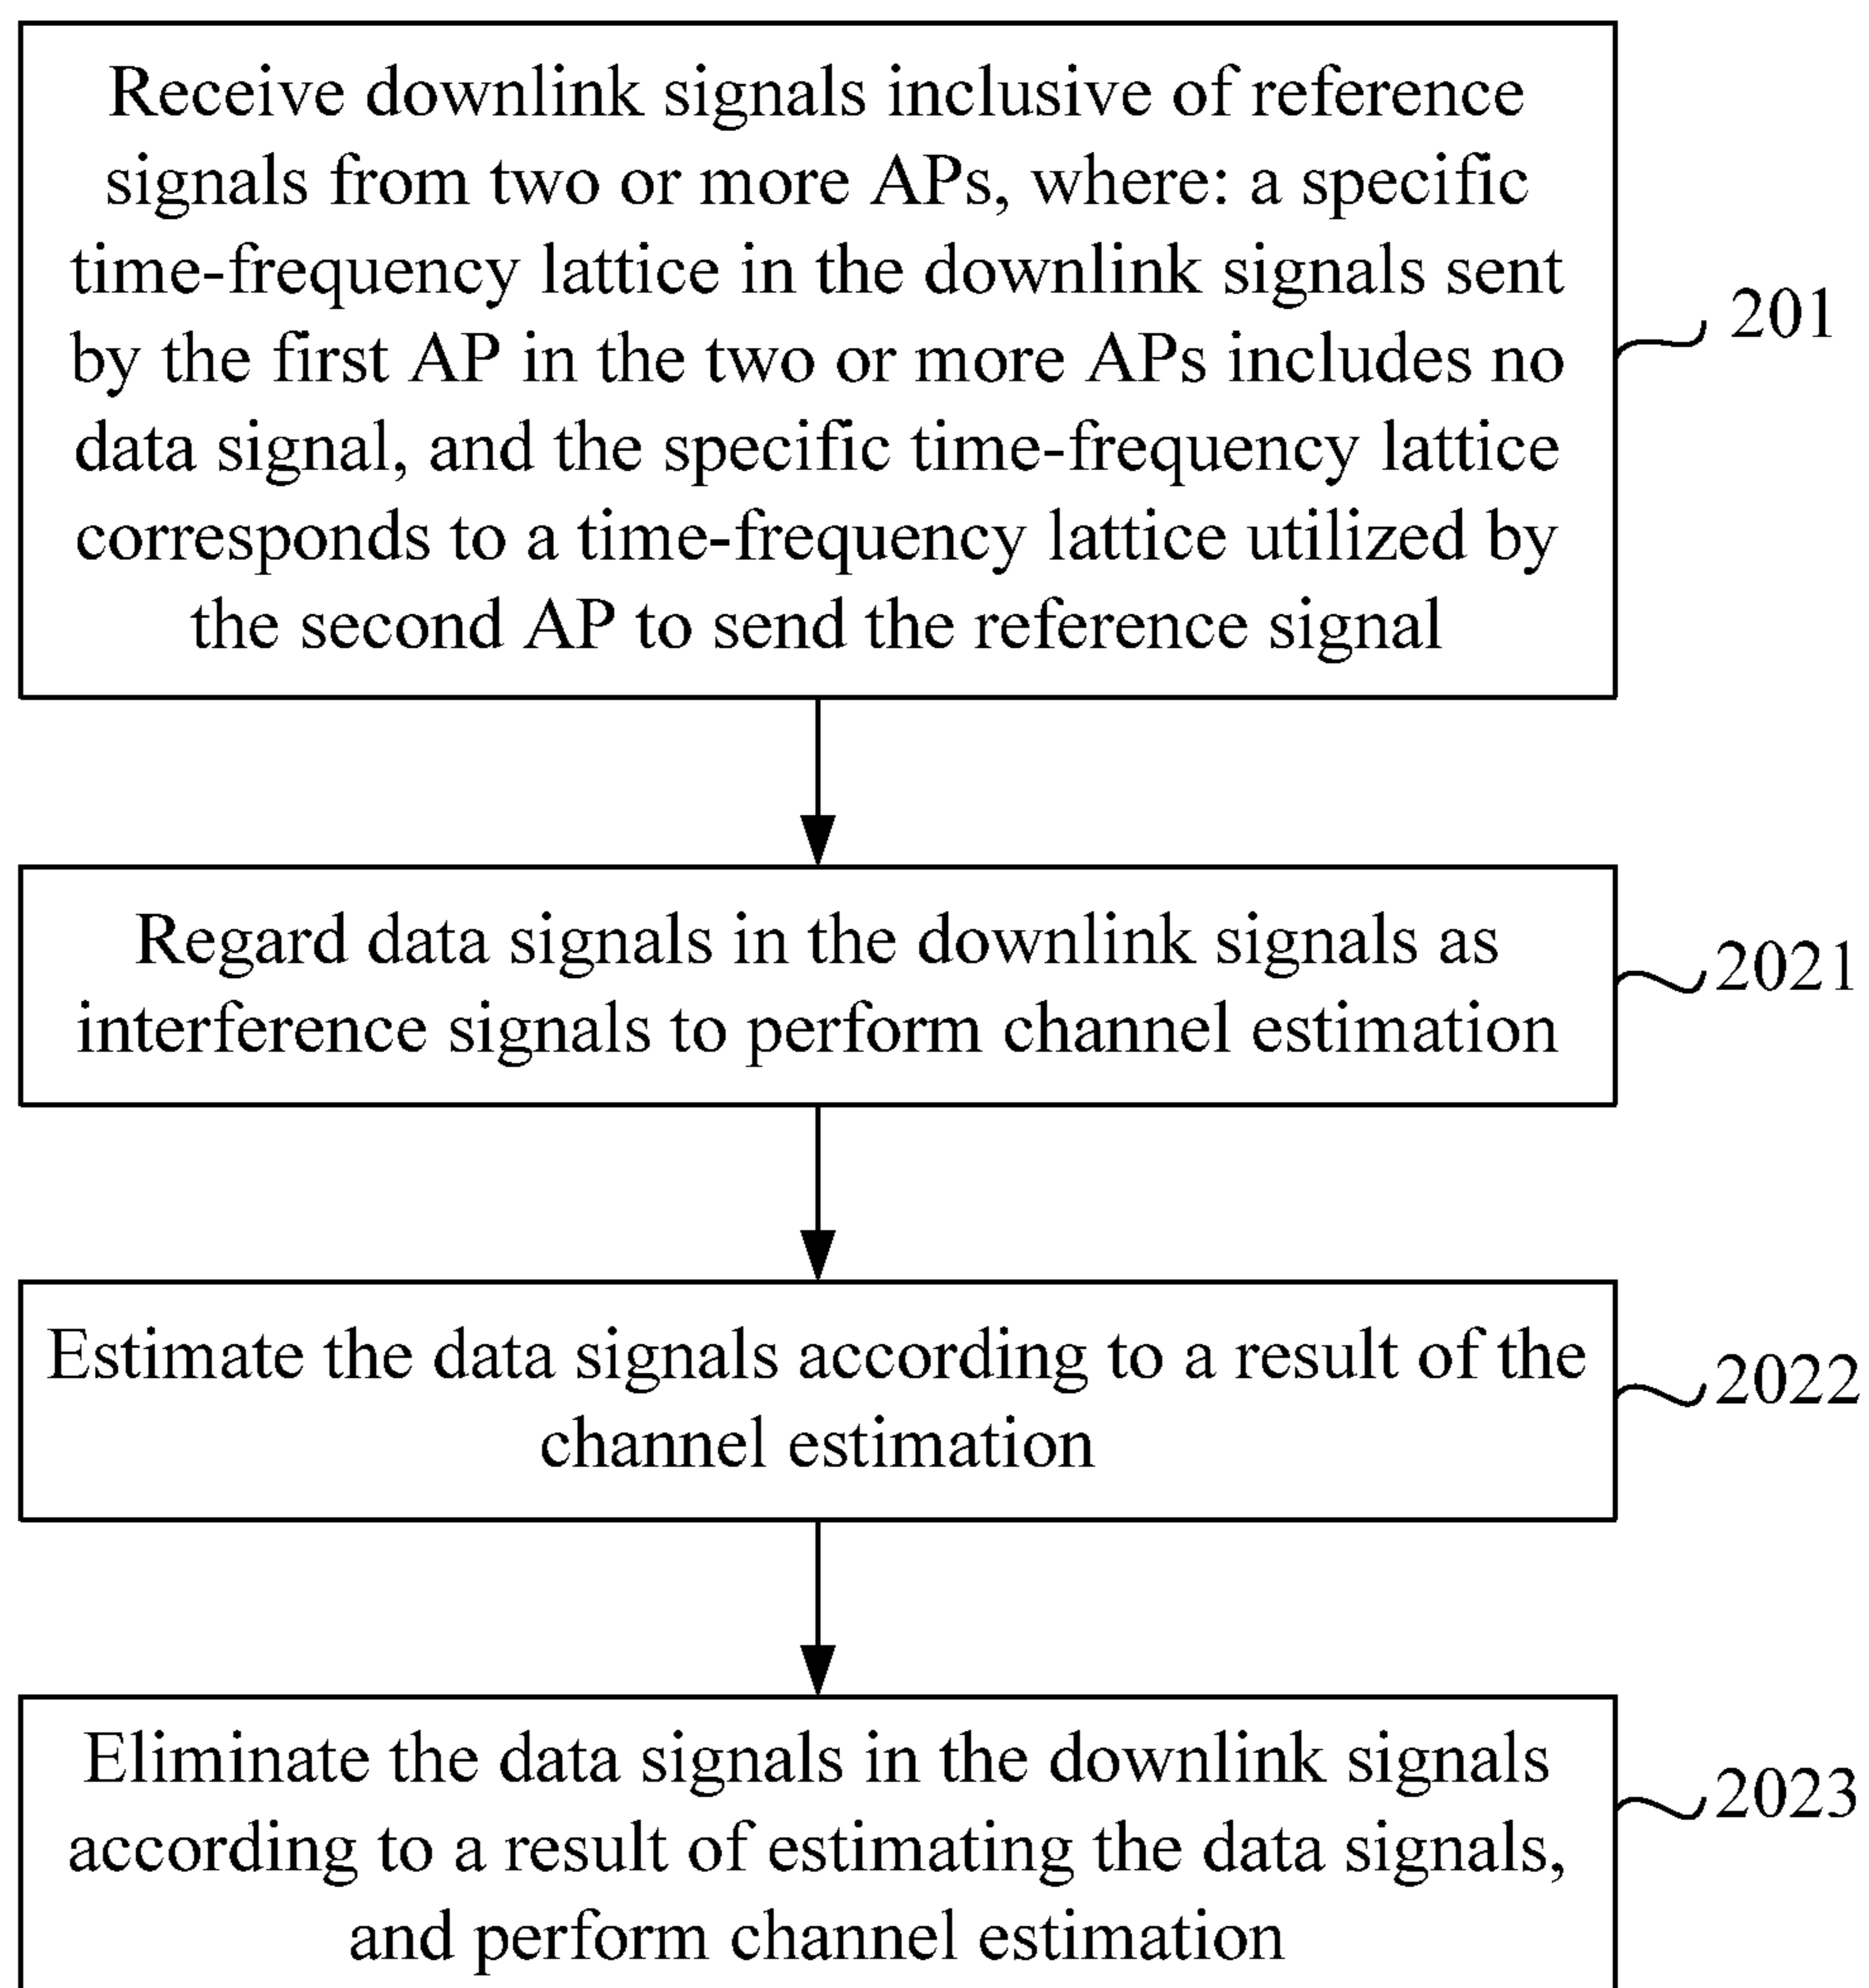 Receive downlink signals inclusive of reference
signals from two or more APs, where: a specific
time-frequency lattice in the downlink signals sent
by the first AP in the two or more APs includes no
data signal, and the specific time-frequency lattice
corresponds to a time-frequency lattice utilized by
the second AP to send the reference signal
201
Regard data signals in the downlink signals as
interference signals to perform channel estimation
2021
Estimate the data signals according to a result of the
channel estimation
2022
Eliminate the data signals in the downlink signals
according to a result of estimating the data signals,
and perform channel estimation
2023